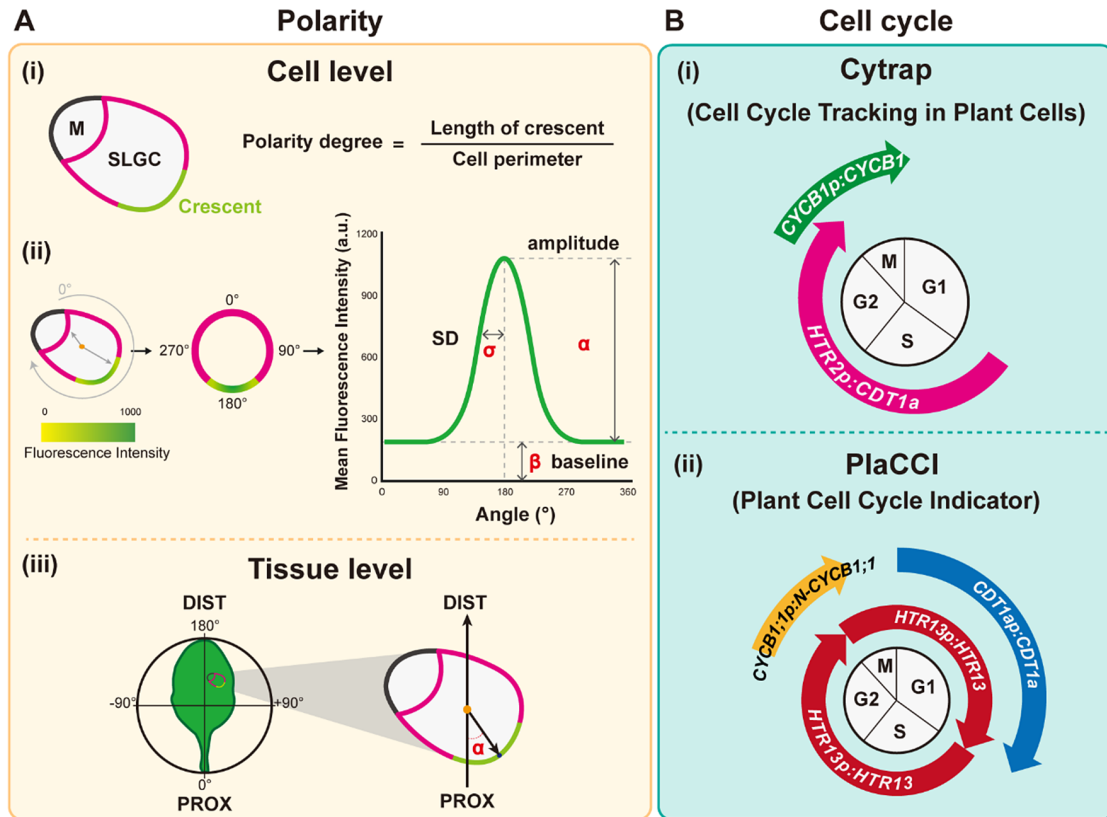 A
Polarity
(i)
Cell level
M
SLGC
Crescent
Polarity degree =
Length of crescent
Cell perimeter
(ii)
0°
0°
270°
90°
180°
0
1000
Fluorescence Intensity
Mean Fluorescence Intensity (a.u.)
1200
900
600
300
0
amplitude
SD
σ
α
β
baseline
0
90
180
270
360
Angle (°)
(iii)
Tissue level
DIST
180°
-90°
+90°
0°
PROX
DIST
α
PROX
B
Cell cycle
(i)
Cytrap
(Cell Cycle Tracking in Plant Cells)
CYCB1p:CYCB1
HTR2p:CDT1a
M
G1
G2
S
(ii)
PlaCCI
(Plant Cell Cycle Indicator)
CYCB1;1p:N-CYCB1;1
CDT1ap:CDT1a
HTR13p:HTR13
HTR13p:HTR13
M
G1
G2
S